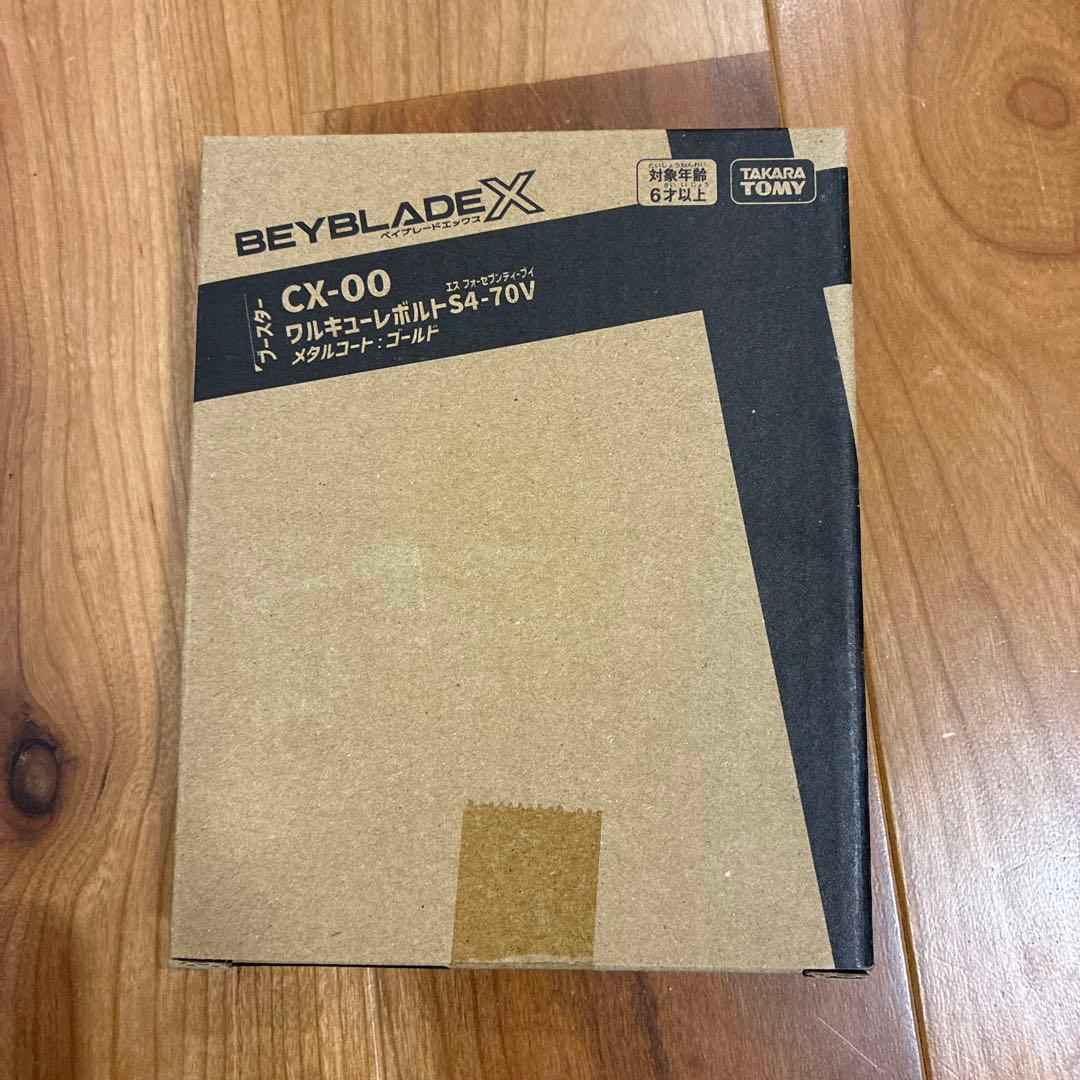 BEYBLADE X
ベイブレードエックス
たいしょうねんれい
対象年齢
さい いじょう
6才以上
TAKARA
TOMY
®
ブースター
CX-00
エス フォーセブンティーブイ
ワルキューレボルトS4-70V
メタルコート:ゴールド